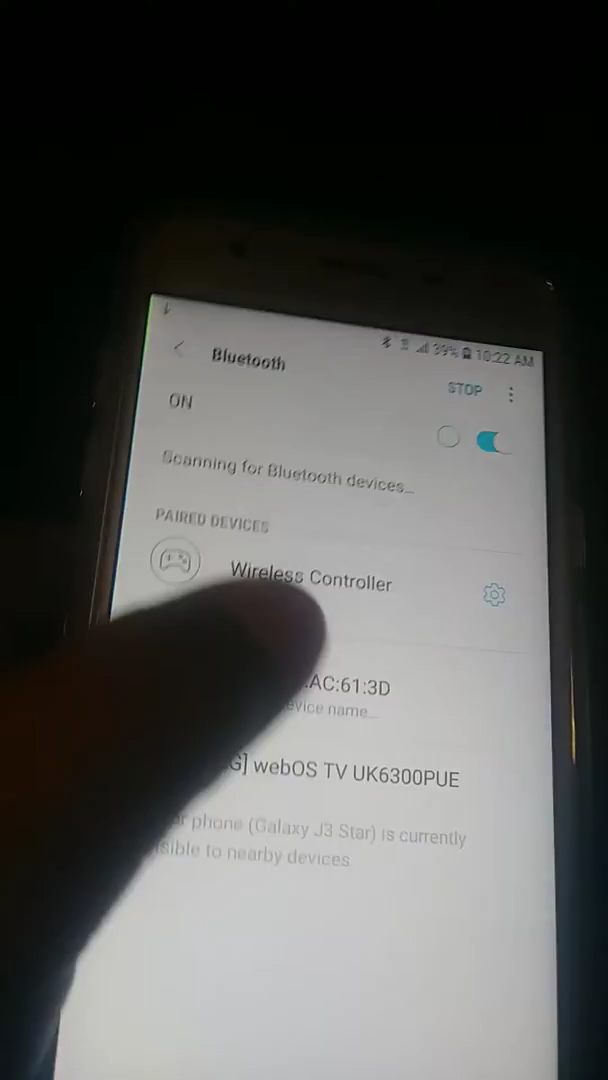 39% 10:22 AM
Bluetooth
STOP
ON
Scanning for Bluetooth devices...
PAIRED DEVICES
Wireless Controller
:AC:61:3D
evice name...
G] webOS TV UK6300PUE
r phone (Galaxy J3 Star) is currently
isible to nearby devices.